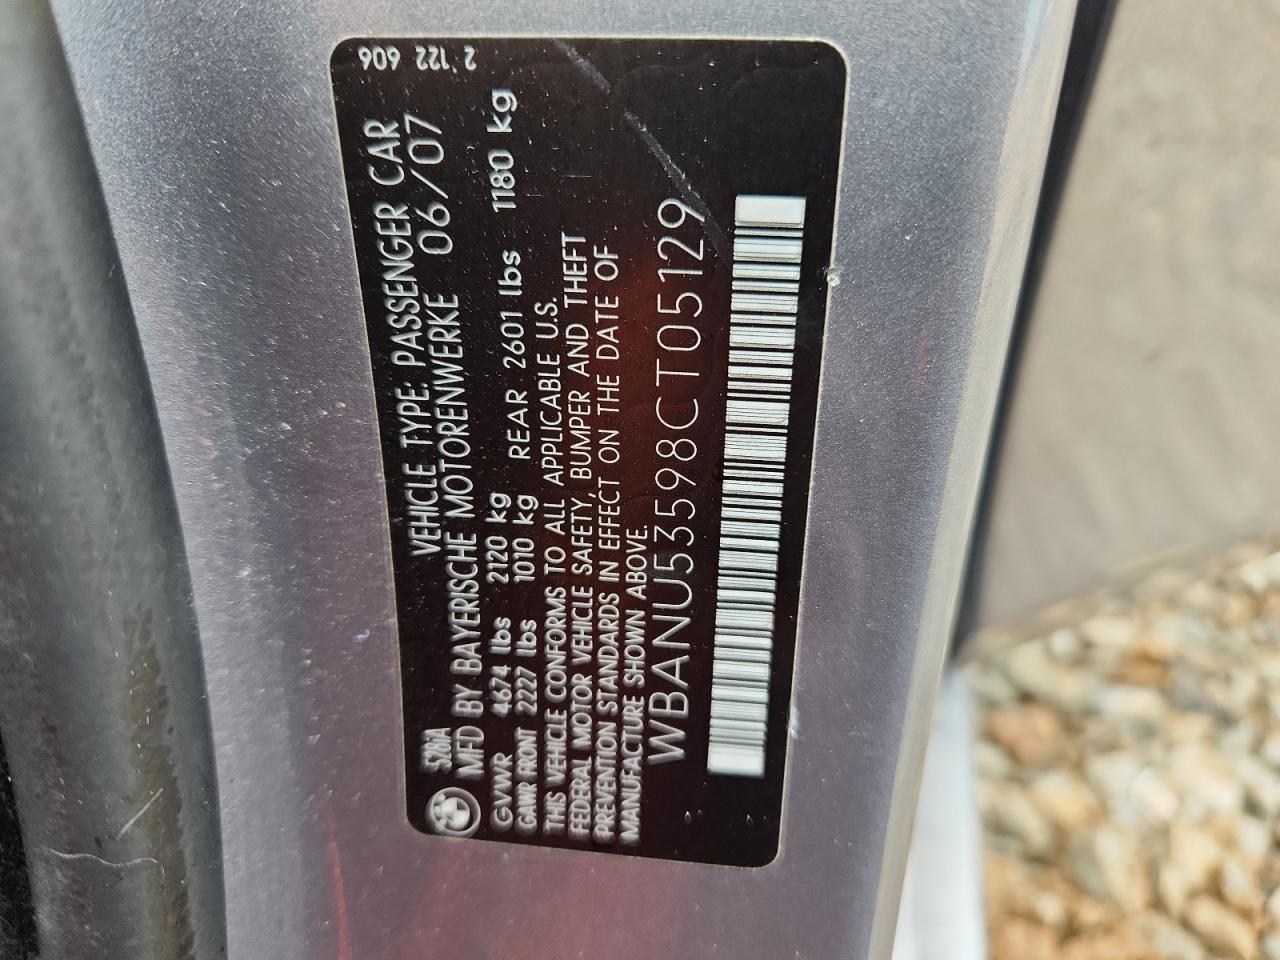 528iA VEHICLE TYPE: PASSENGER CAR
MFD BY BAYERISCHE MOTORENWERKE 06/07
GVWR 4674 lbs 2120 kg
GAWR FRONT 2227 lbs 1010 kg REAR 2601 lbs 1180 kg
THIS VEHICLE CONFORMS TO ALL APPLICABLE U.S.
FEDERAL MOTOR VEHICLE SAFETY, BUMPER AND THEFT
PREVENTION STANDARDS IN EFFECT ON THE DATE OF
MANUFACTURE SHOWN ABOVE.
WBANU53598CT05129
2 122 606